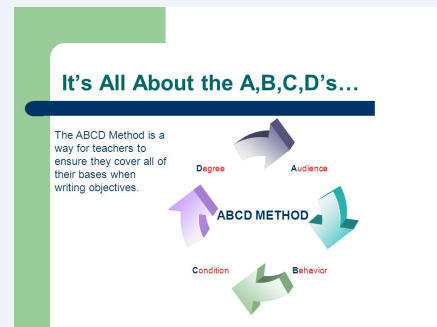 It's All About the A,B,C,D's…
The ABCD Method is a
way for teachers to
ensure they cover all of
their bases when
writing objectives.
Degree
Audience
ABCD METHOD
Condition
Behavior